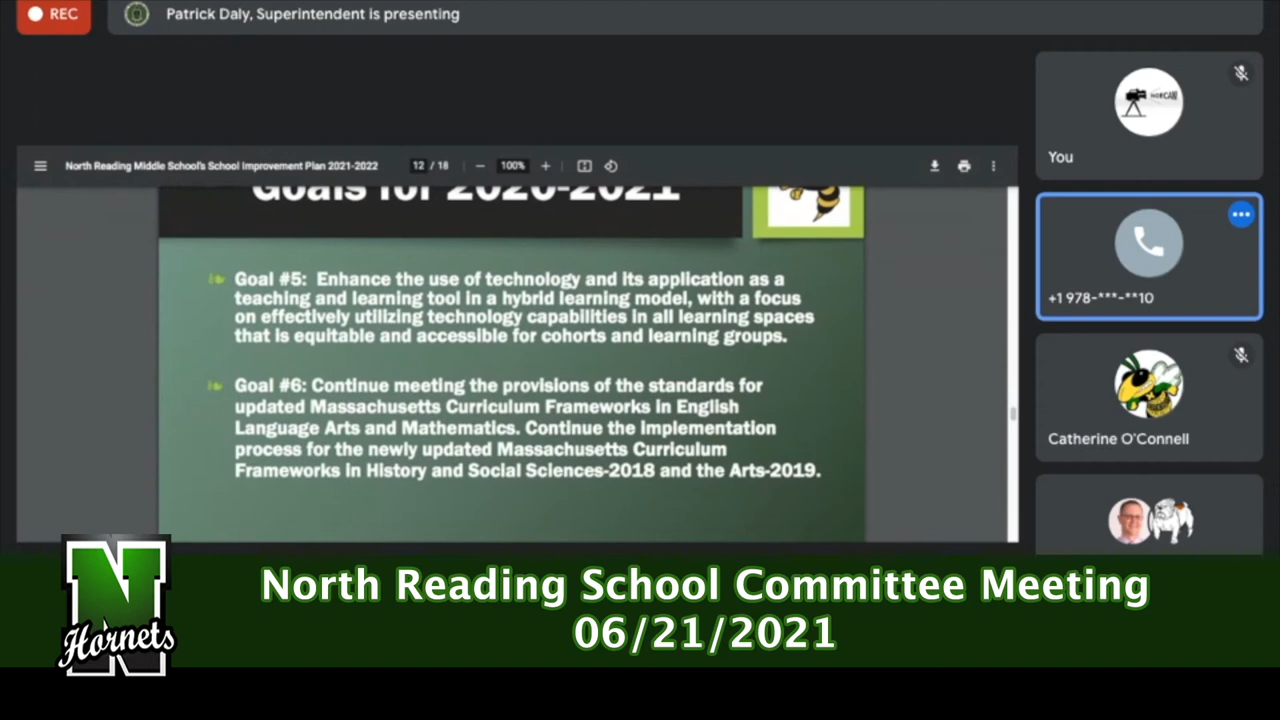 REC
Patrick Daly, Superintendent is presenting
North Reading Middle School's School Improvement Plan 2021-2022
12 / 18
100%
Goals for 2020-2021
Goal #5: Enhance the use of technology and its application as a
teaching and learning tool in a hybrid learning model, with a focus
on effectively utilizing technology capabilities in all learning spaces
that is equitable and accessible for cohorts and learning groups.
Goal #6: Continue meeting the provisions of the standards for
updated Massachusetts Curriculum Frameworks in English
Language Arts and Mathematics. Continue the implementation
process for the newly updated Massachusetts Curriculum
Frameworks in History and Social Sciences-2018 and the Arts-2019.
NORCAM
You
+1 978-***-**10
Catherine O'Connell
N
Hornets
North Reading School Committee Meeting
06/21/2021